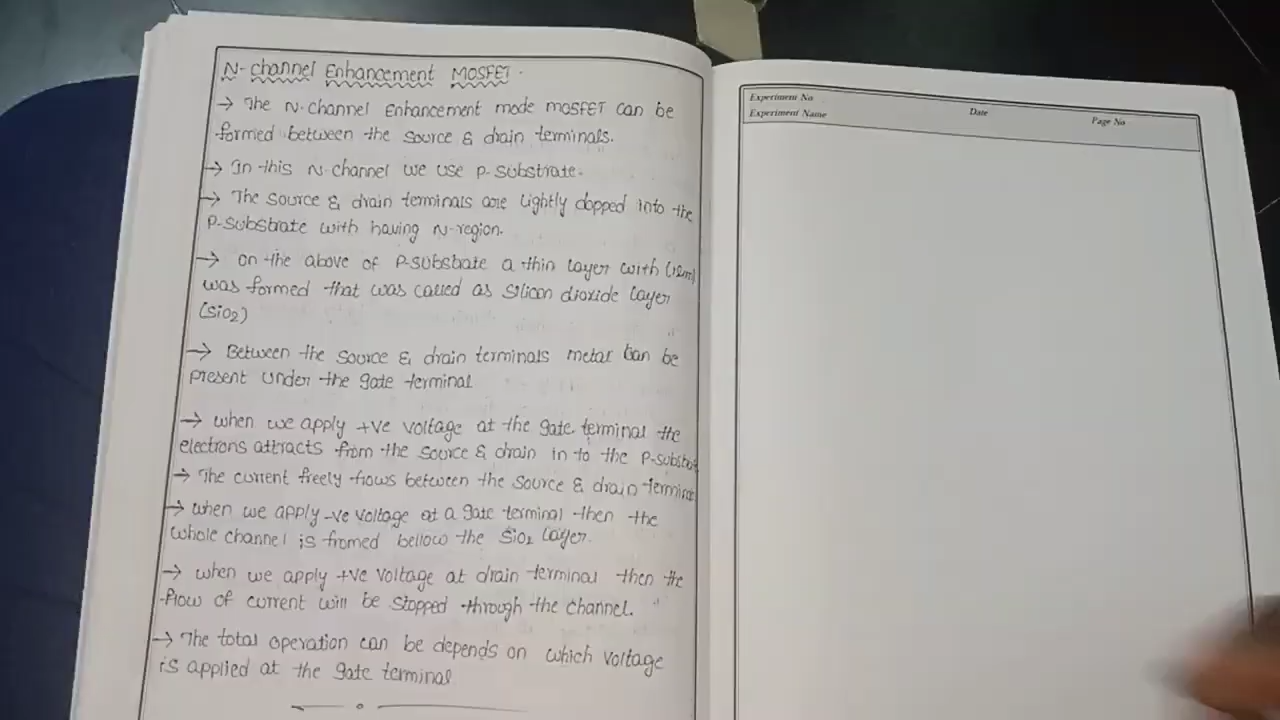 N-channel Enhancement MOSFET.
→ The N-channel Enhancement mode MOSFET can be
formed between the source & drain terminals.
→ In this N-channel we use P-substrate.
→ The source & drain terminals are lightly dopped into the
P-substrate with having N-region.
→ on the above of P-substrate a thin layer with
was formed that was called as silicon dioxide layer
(SiO2)
→ Between the source & drain terminals metal can be
present under the gate terminal
→ when we apply +ve voltage at the gate terminal the
electrons attracts from the source & drain in to the P-substrat
→ The current freely flows between the source & drain terminal
→ when we apply -ve voltage at a gate terminal then the
whole channel is fromed bellow the SiO2 layer.
→ when we apply +ve voltage at drain terminal then the
flow of current will be stopped through the channel.
→ The total operation can be depends on which voltage
is applied at the gate terminal
Experiment No
Date
Page No
Experiment Name